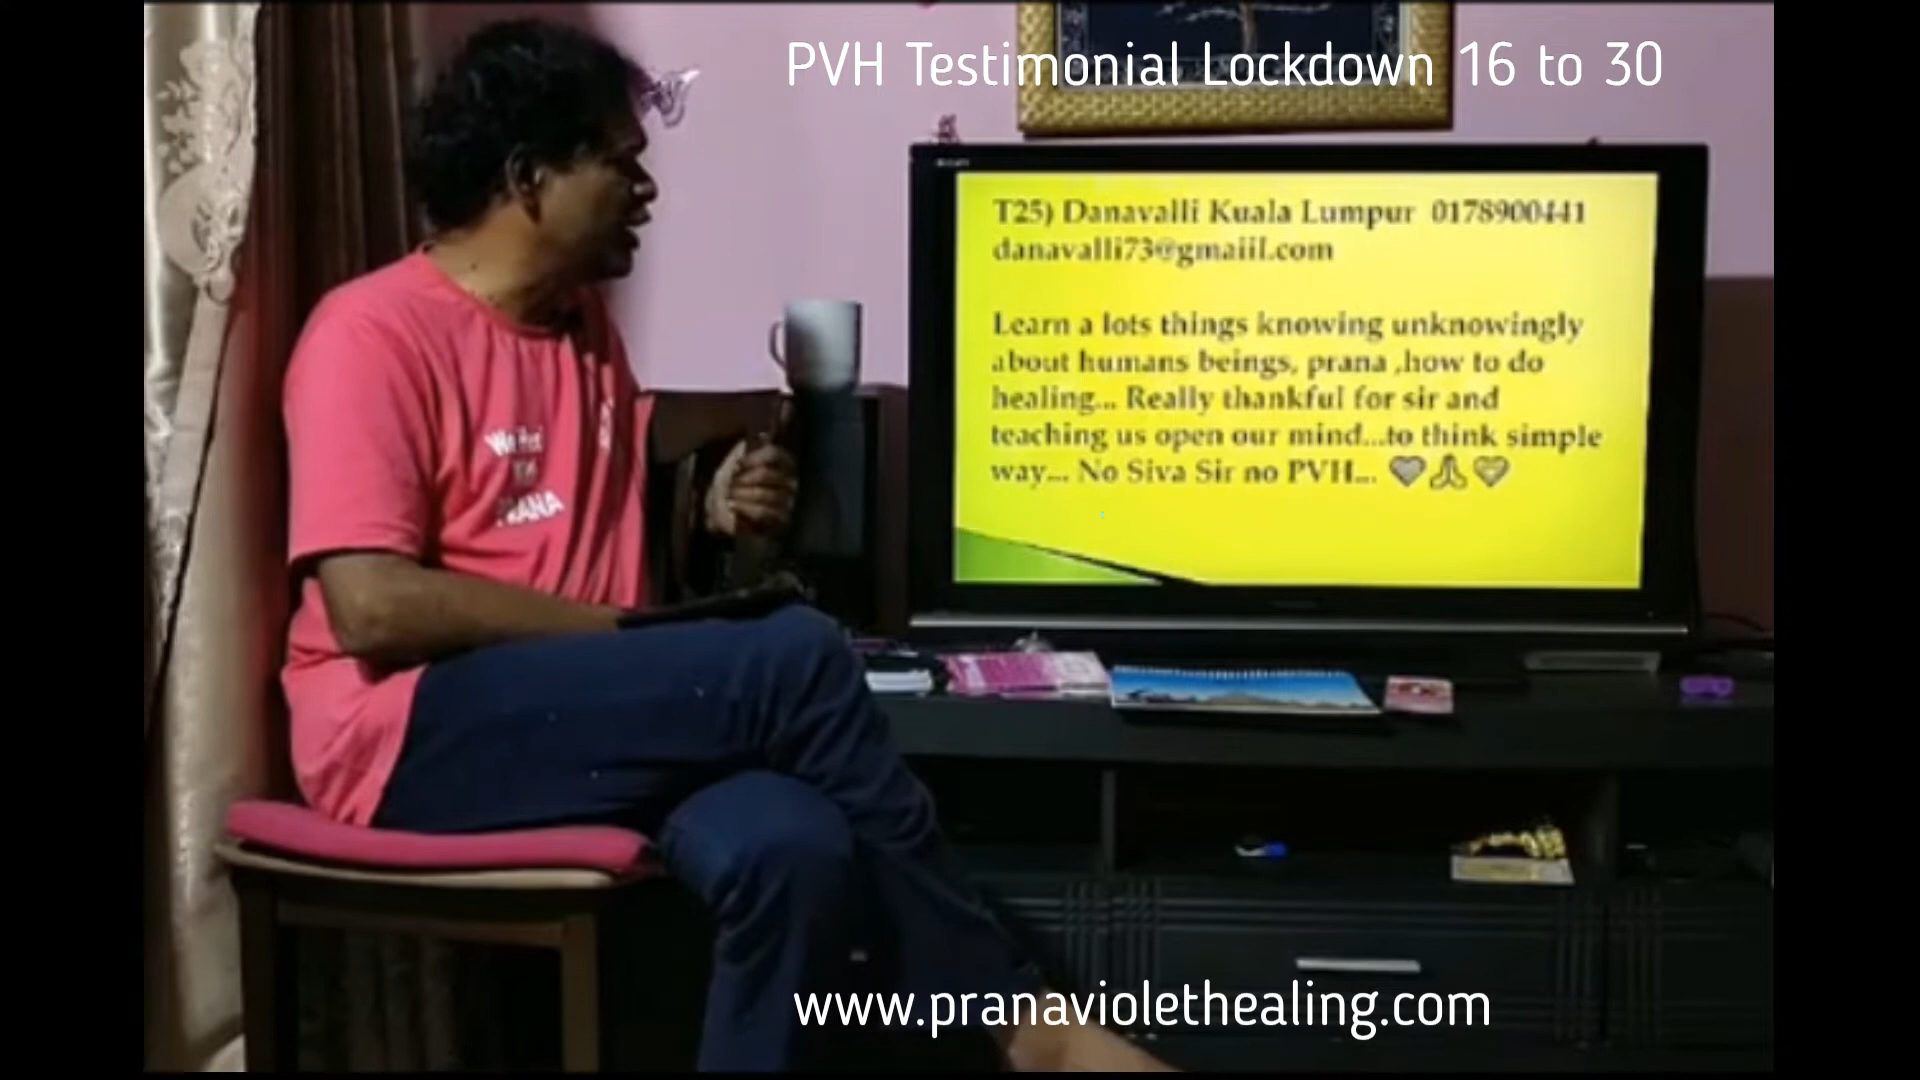 PVH Testimonial Lockdown 16 to 30
T25) Danavalli Kuala Lumpur 0178900441
danavalli73@gmaiil.com
Learn a lots things knowing unknowingly
about humans beings, prana ,how to do
healing... Really thankful for sir and
teaching us open our mind...to think simple
way... No Siva Sir no PVH...
PRANA
www.pranaviolethealing.com